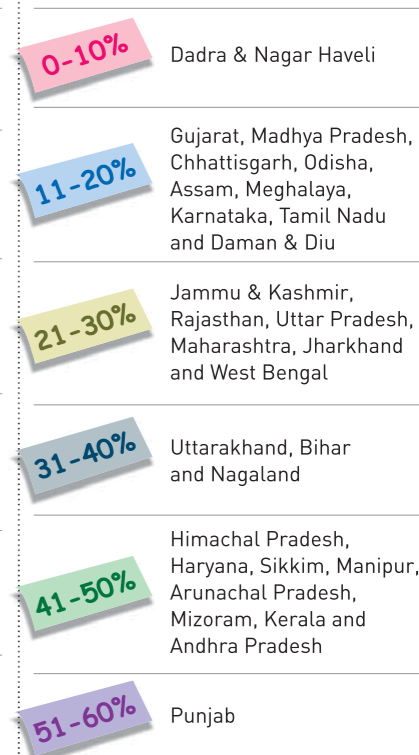 0-10%
Dadra & Nagar Haveli
11-20%
Gujarat, Madhya Pradesh,
Chhattisgarh, Odisha,
Assam, Meghalaya,
Karnataka, Tamil Nadu
and Daman & Diu
21-30%
Jammu & Kashmir,
Rajasthan, Uttar Pradesh,
Maharashtra, Jharkhand
and West Bengal
31-40%
Uttarakhand, Bihar
and Nagaland
41-50%
Himachal Pradesh,
Haryana, Sikkim, Manipur,
Arunachal Pradesh,
Mizoram, Kerala and
Andhra Pradesh
51-60%
Punjab